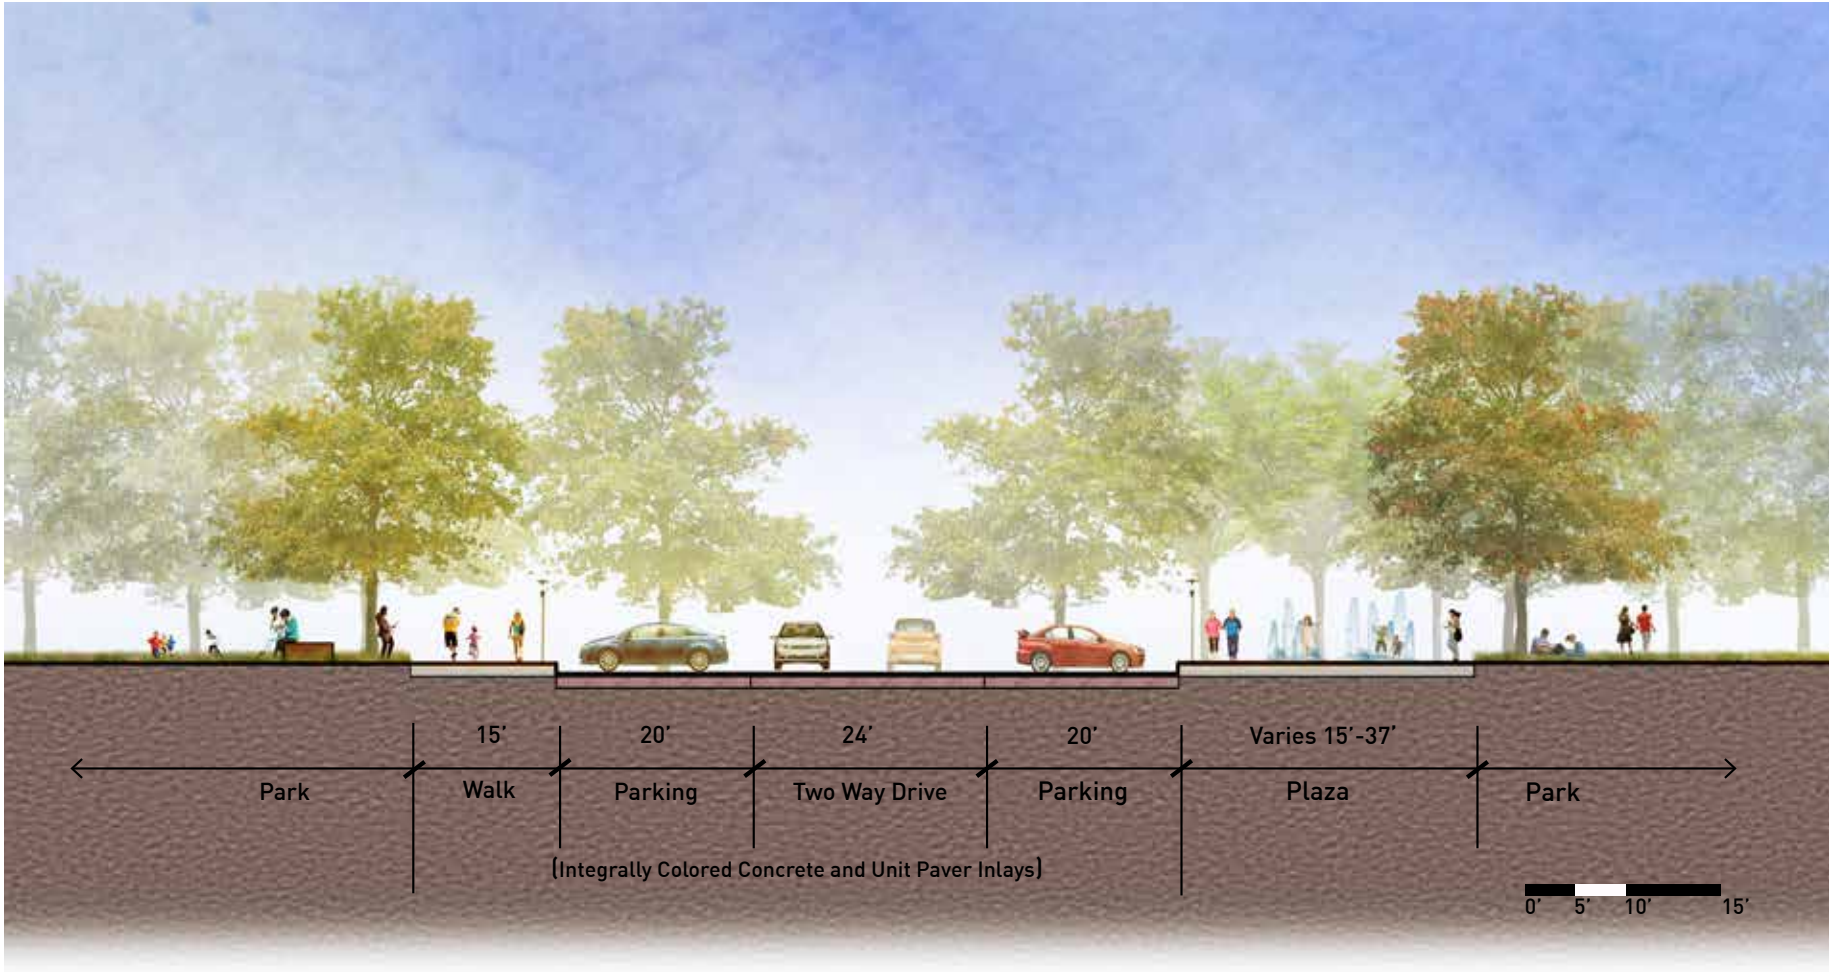 15’ 20’ 24’ 20’ Varies 15’-37’
Park Walk Parking Two Way Drive Parking Plaza Park
(Integrally Colored Concrete and Unit Paver Inlays)
0’ 5’ 10’ 15’